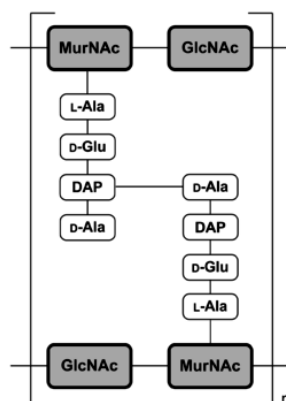 MurNAc GlcNAc
L-Ala
D-Glu
DAP D-Ala
D-Ala DAP
D-Glu
L-Ala
GlcNAc MurNAc